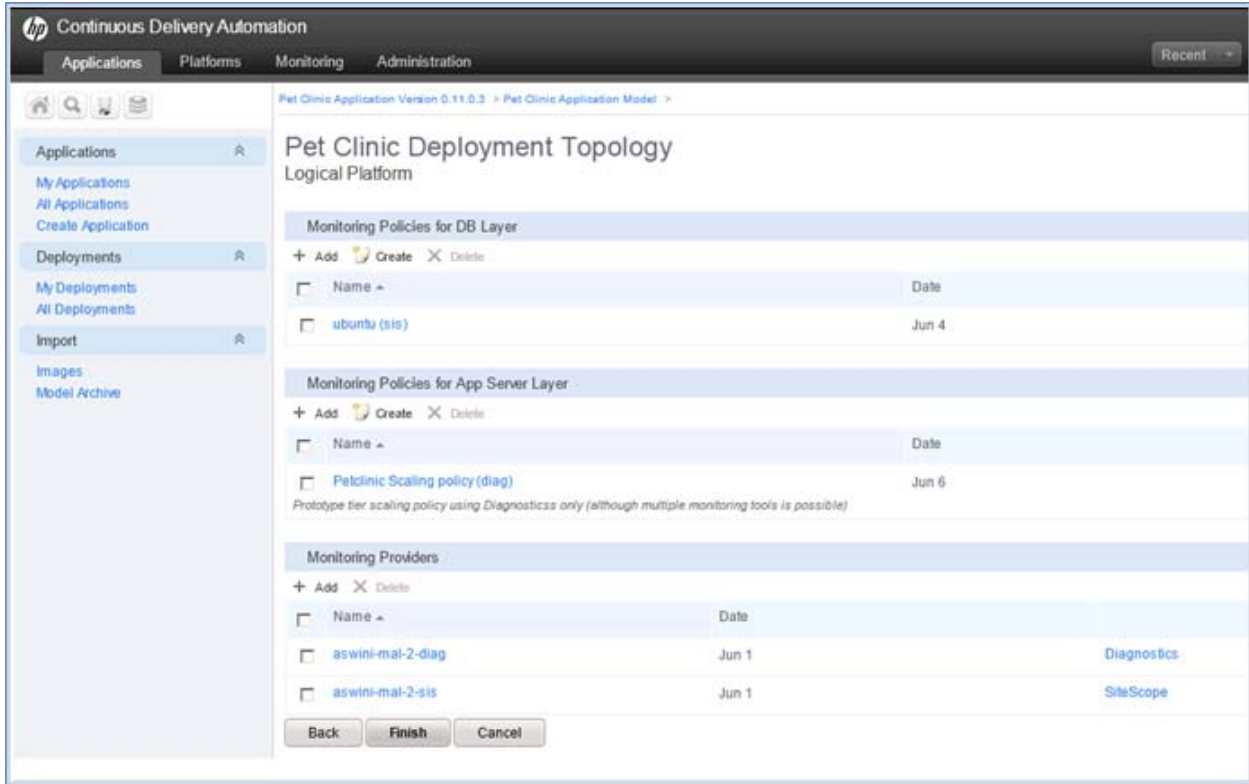 hp Continuous Delivery Automation
Applications Platforms Monitoring Administration
Recent
Pet Clinic Application Version 0.11.0.3 > Pet Clinic Application Model >
Applications
My Applications
All Applications
Create Application
Deployments
My Deployments
All Deployments
Import
Images
Model Archive
Pet Clinic Deployment Topology
Logical Platform
Monitoring Policies for DB Layer
+ Add Create X Delete
Name Date
ubuntu (sis) Jun 4
Monitoring Policies for App Server Layer
+ Add Create X Delete
Name Date
Petclinic Scaling policy (diag) Jun 6
Prototype tier scaling policy using Diagnosticss only (although multiple monitoring tools is possible)
Monitoring Providers
+ Add X Delete
Name Date
aswini-mal-2-diag Jun 1 Diagnostics
aswini-mal-2-sis Jun 1 SiteScope
Back Finish Cancel